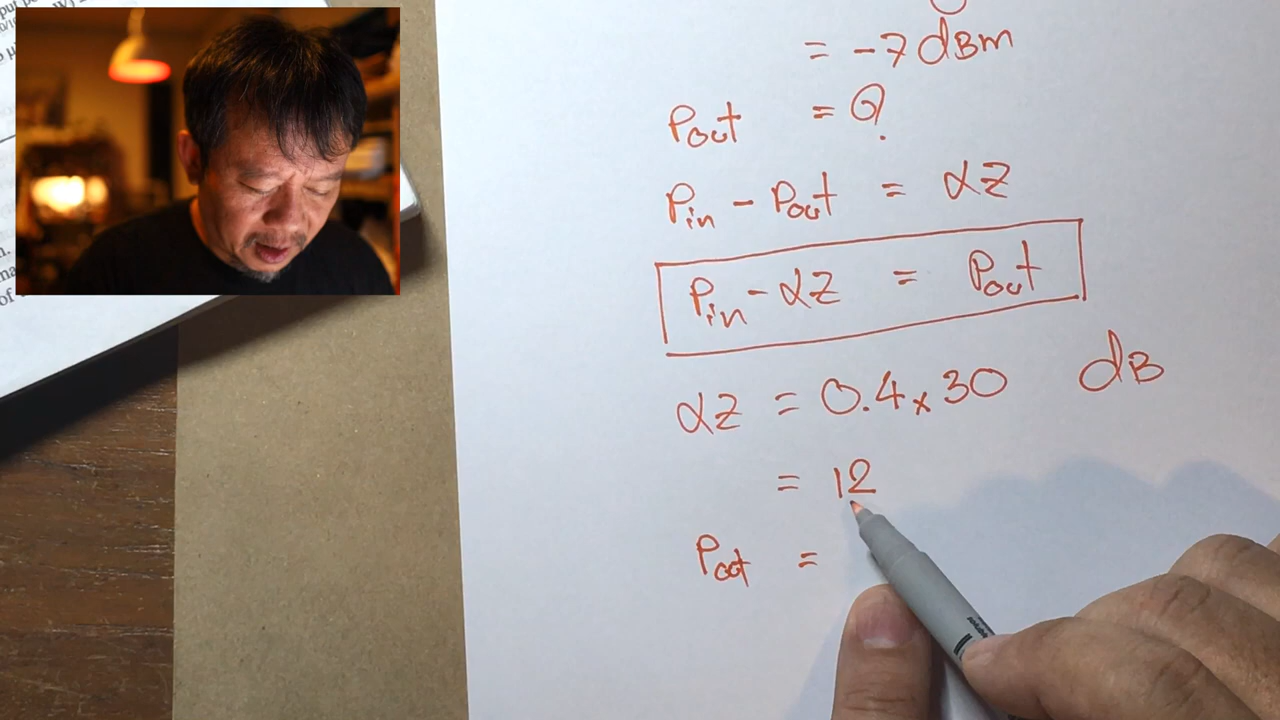 = -7 dBm
Pout = ?
Pin - Pout = αZ
Pin - αZ = Pout
αZ = 0.4 x 30 dB
= 12
Pout =